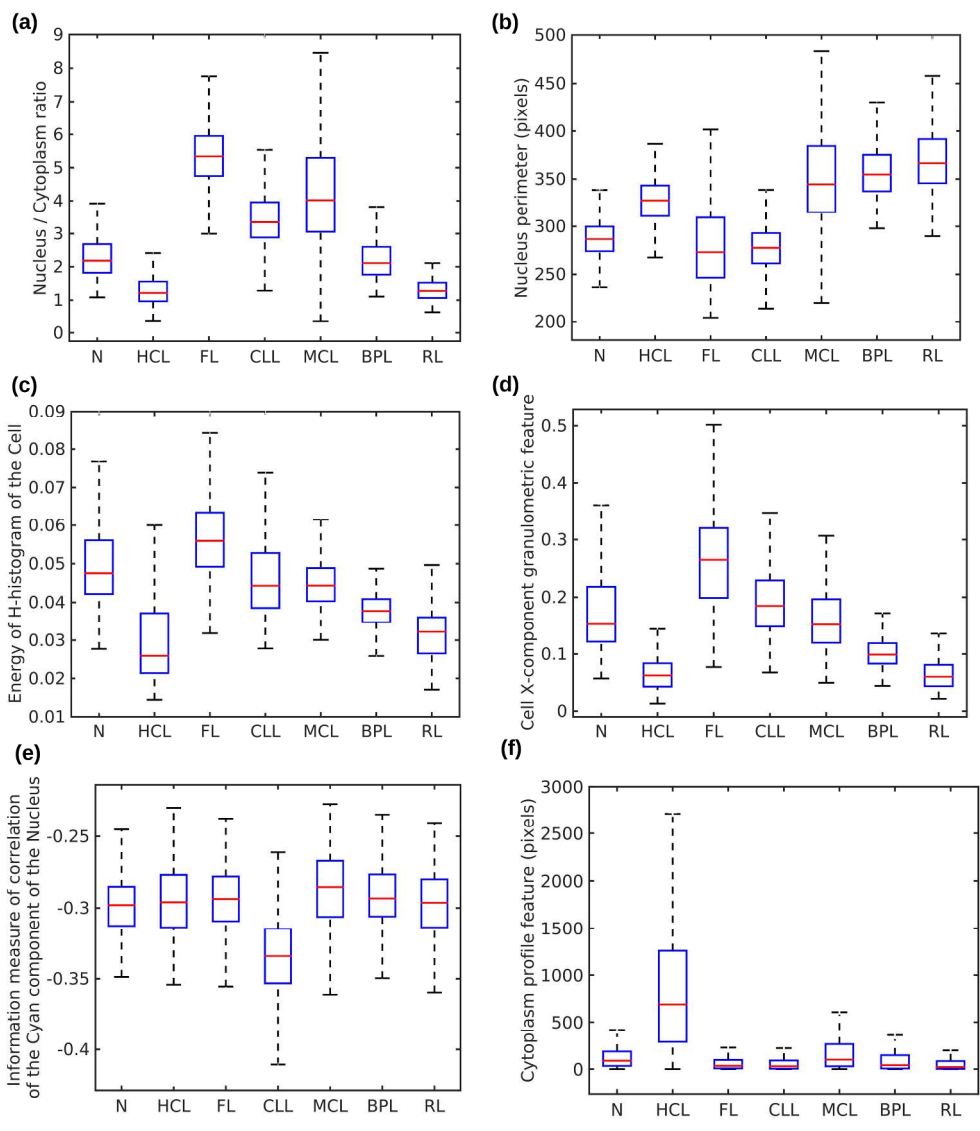 (a)
Nucleus / Cytoplasm ratio
9
8
7
6
5
4
3
2
1
0
N HCL FL CLL MCL BPL RL
(b)
Nucleus perimeter (pixels)
500
450
400
350
300
250
200
N HCL FL CLL MCL BPL RL
(c)
Energy of H-histogram of the Cell
0.09
0.08
0.07
0.06
0.05
0.04
0.03
0.02
0.01
N HCL FL CLL MCL BPL RL
(d)
Cell X-component granulometric feature
0.5
0.4
0.3
0.2
0.1
0
N HCL FL CLL MCL BPL RL
(e)
Information measure of correlation
of the Cyan component of the Nucleus
-0.25
-0.3
-0.35
-0.4
N HCL FL CLL MCL BPL RL
(f)
Cytoplasm profile feature (pixels)
3000
2500
2000
1500
1000
500
0
N HCL FL CLL MCL BPL RL